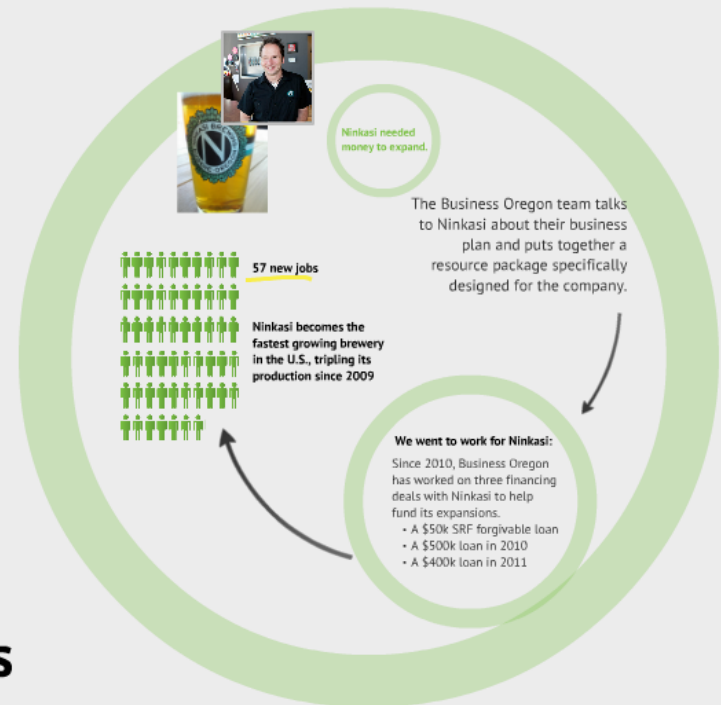 NINKASI BREWING
N
Ninkasi needed
money to expand.
The Business Oregon team talks
to Ninkasi about their business
plan and puts together a
resource package specifically
designed for the company.
57 new jobs
Ninkasi becomes the
fastest growing brewery
in the U.S., tripling its
production since 2009
We went to work for Ninkasi:
Since 2010, Business Oregon
has worked on three financing
deals with Ninkasi to help
fund its expansions.
• A $50k SRF forgivable loan
• A $500k loan in 2010
• A $400k loan in 2011
s